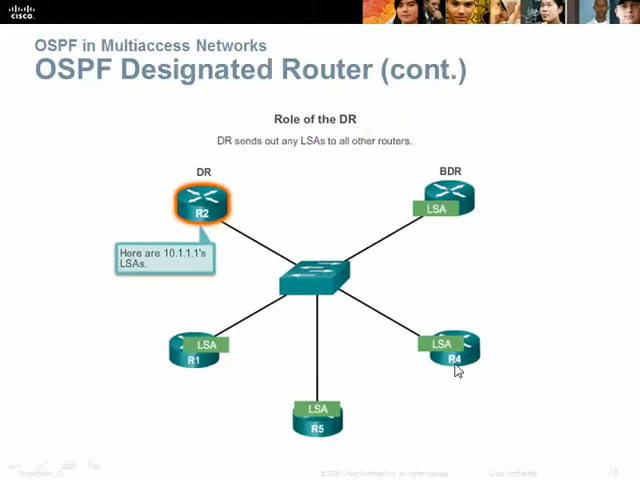 CISCO
OSPF in Multiaccess Networks
OSPF Designated Router (cont.)
Role of the DR
DR sends out any LSAs to all other routers.
DR
BDR
R2
LSA
Here are 10.1.1.1's
LSAs.
LSA
R1
LSA
R4
LSA
R5
Cisco Confidential